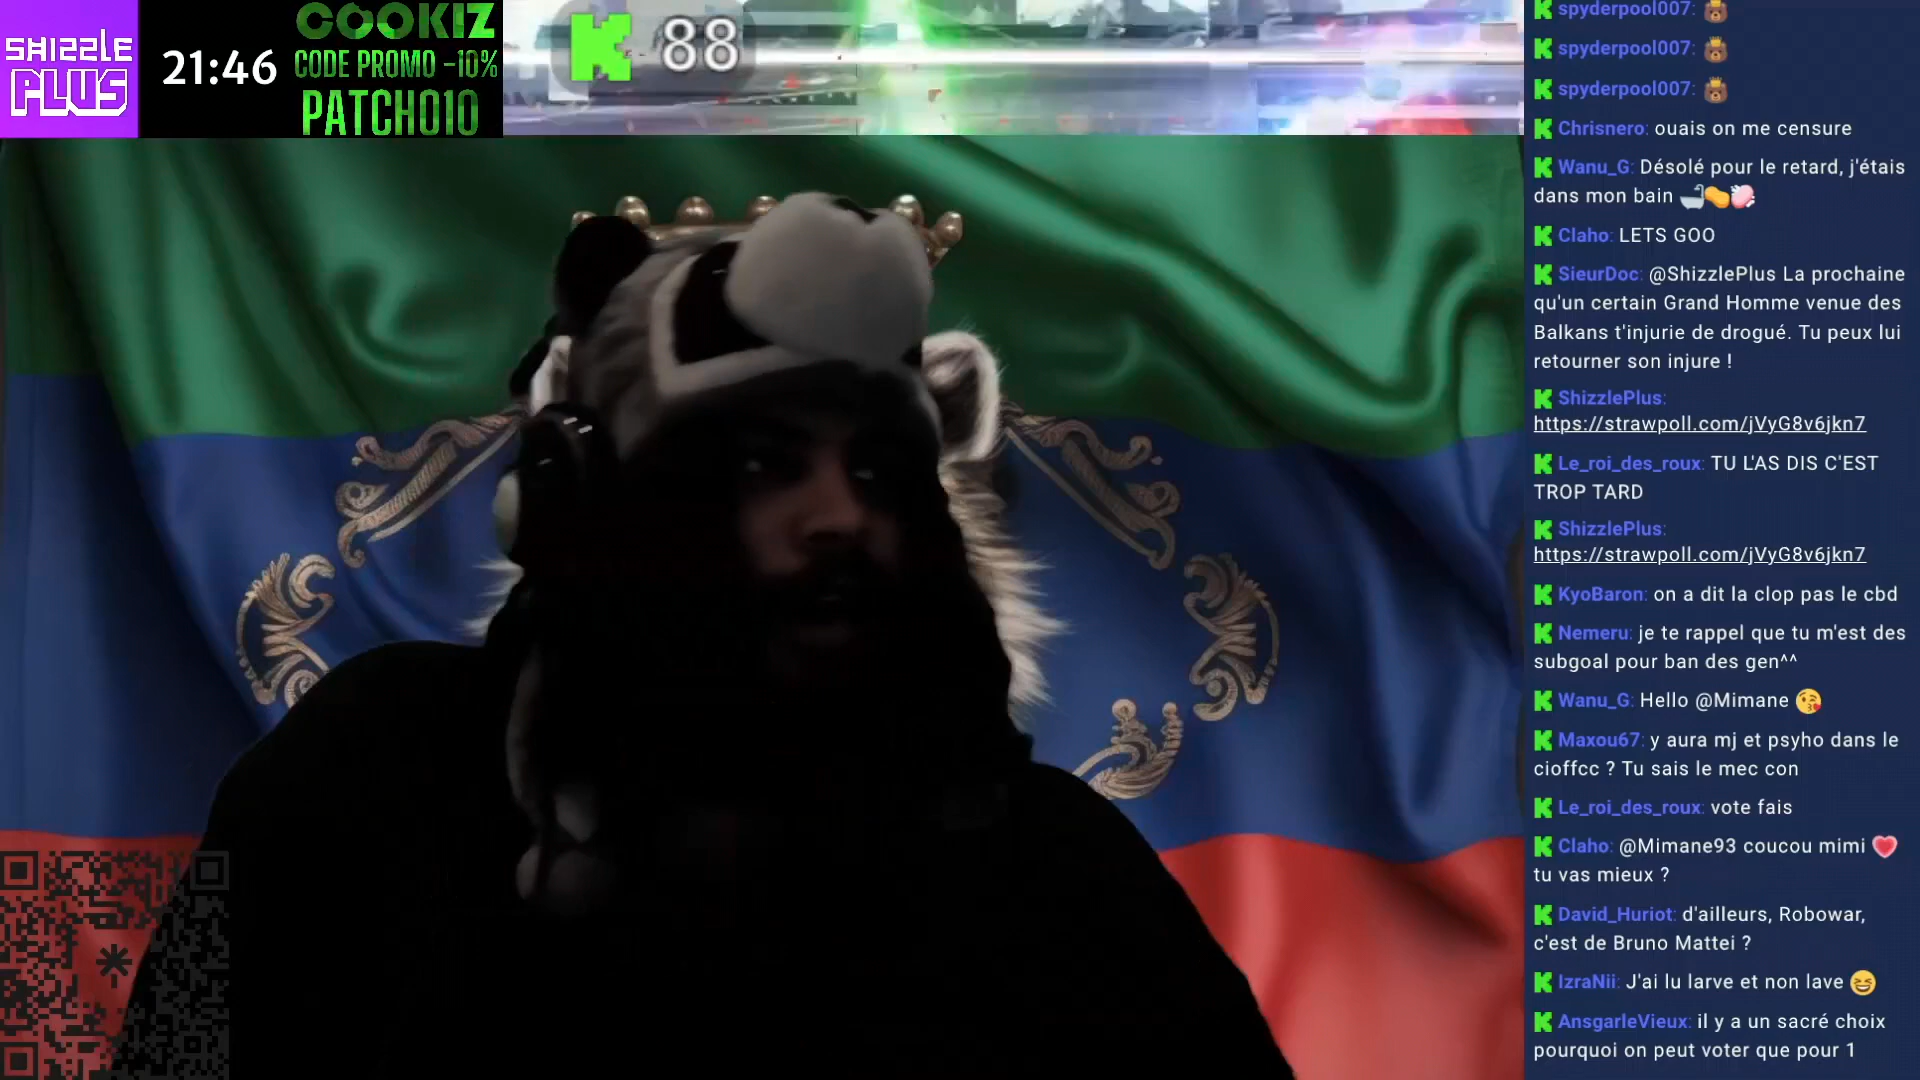 SHIZZLE
PLUS
21:46
COOKIZ
CODE PROMO -10%
PATCHO10
88
spyderpool007:
spyderpool007:
spyderpool007:
Chrisnero: ouais on me censure
Wanu_G: Désolé pour le retard, j'étais
dans mon bain
Claho: LETS GOO
SieurDoc: @ShizzlePlus La prochaine
qu'un certain Grand Homme venue des
Balkans t'injurie de drogué. Tu peux lui
retourner son injure !
ShizzlePlus:
https://strawpoll.com/jVyG8v6jkn7
Le_roi_des_roux: TU L'AS DIS C'EST
TROP TARD
ShizzlePlus:
https://strawpoll.com/jVyG8v6jkn7
KyoBaron: on a dit la clop pas le cbd
Nemeru: je te rappel que tu m'est des
subgoal pour ban des gen^^
Wanu_G: Hello @Mimane
Maxou67: y aura mj et psyho dans le
cioffcc ? Tu sais le mec con
Le_roi_des_roux: vote fais
Claho: @Mimane93 coucou mimi
tu vas mieux ?
David_Huriot: d'ailleurs, Robowar,
c'est de Bruno Mattei ?
IzraNii: J'ai lu larve et non lave
AnsgarleVieux: il y a un sacré choix
pourquoi on peut voter que pour 1